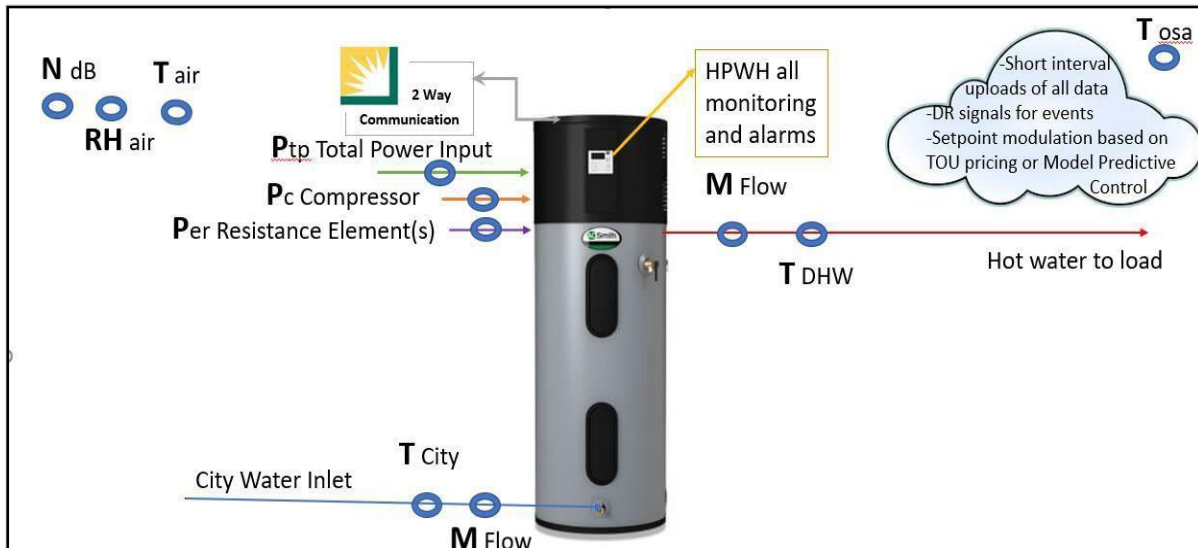 N dB
T air
RH air
2 Way
Communication
Ptp Total Power Input
Pc Compressor
Per Resistance Element(s)
HPWH all
monitoring
and alarms
T osa
-Short interval
uploads of all data
-DR signals for events
-Setpoint modulation based on
TOU pricing or Model Predictive
Control
M Flow
T DHW
Hot water to load
Smith
T City
City Water Inlet
M Flow